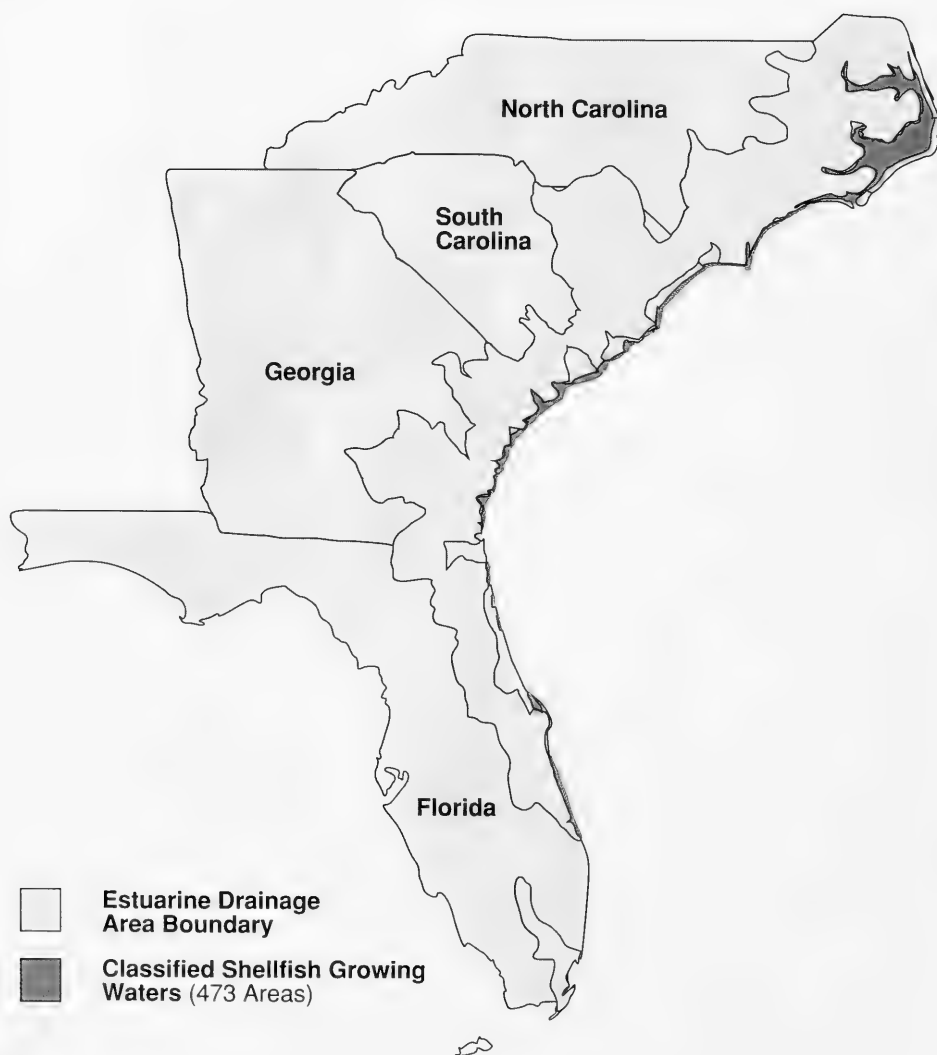 North Carolina
South
Carolina
Georgia
Florida
Estuarine Drainage
Area Boundary
Classified Shellfish Growing
Waters (473 Areas)